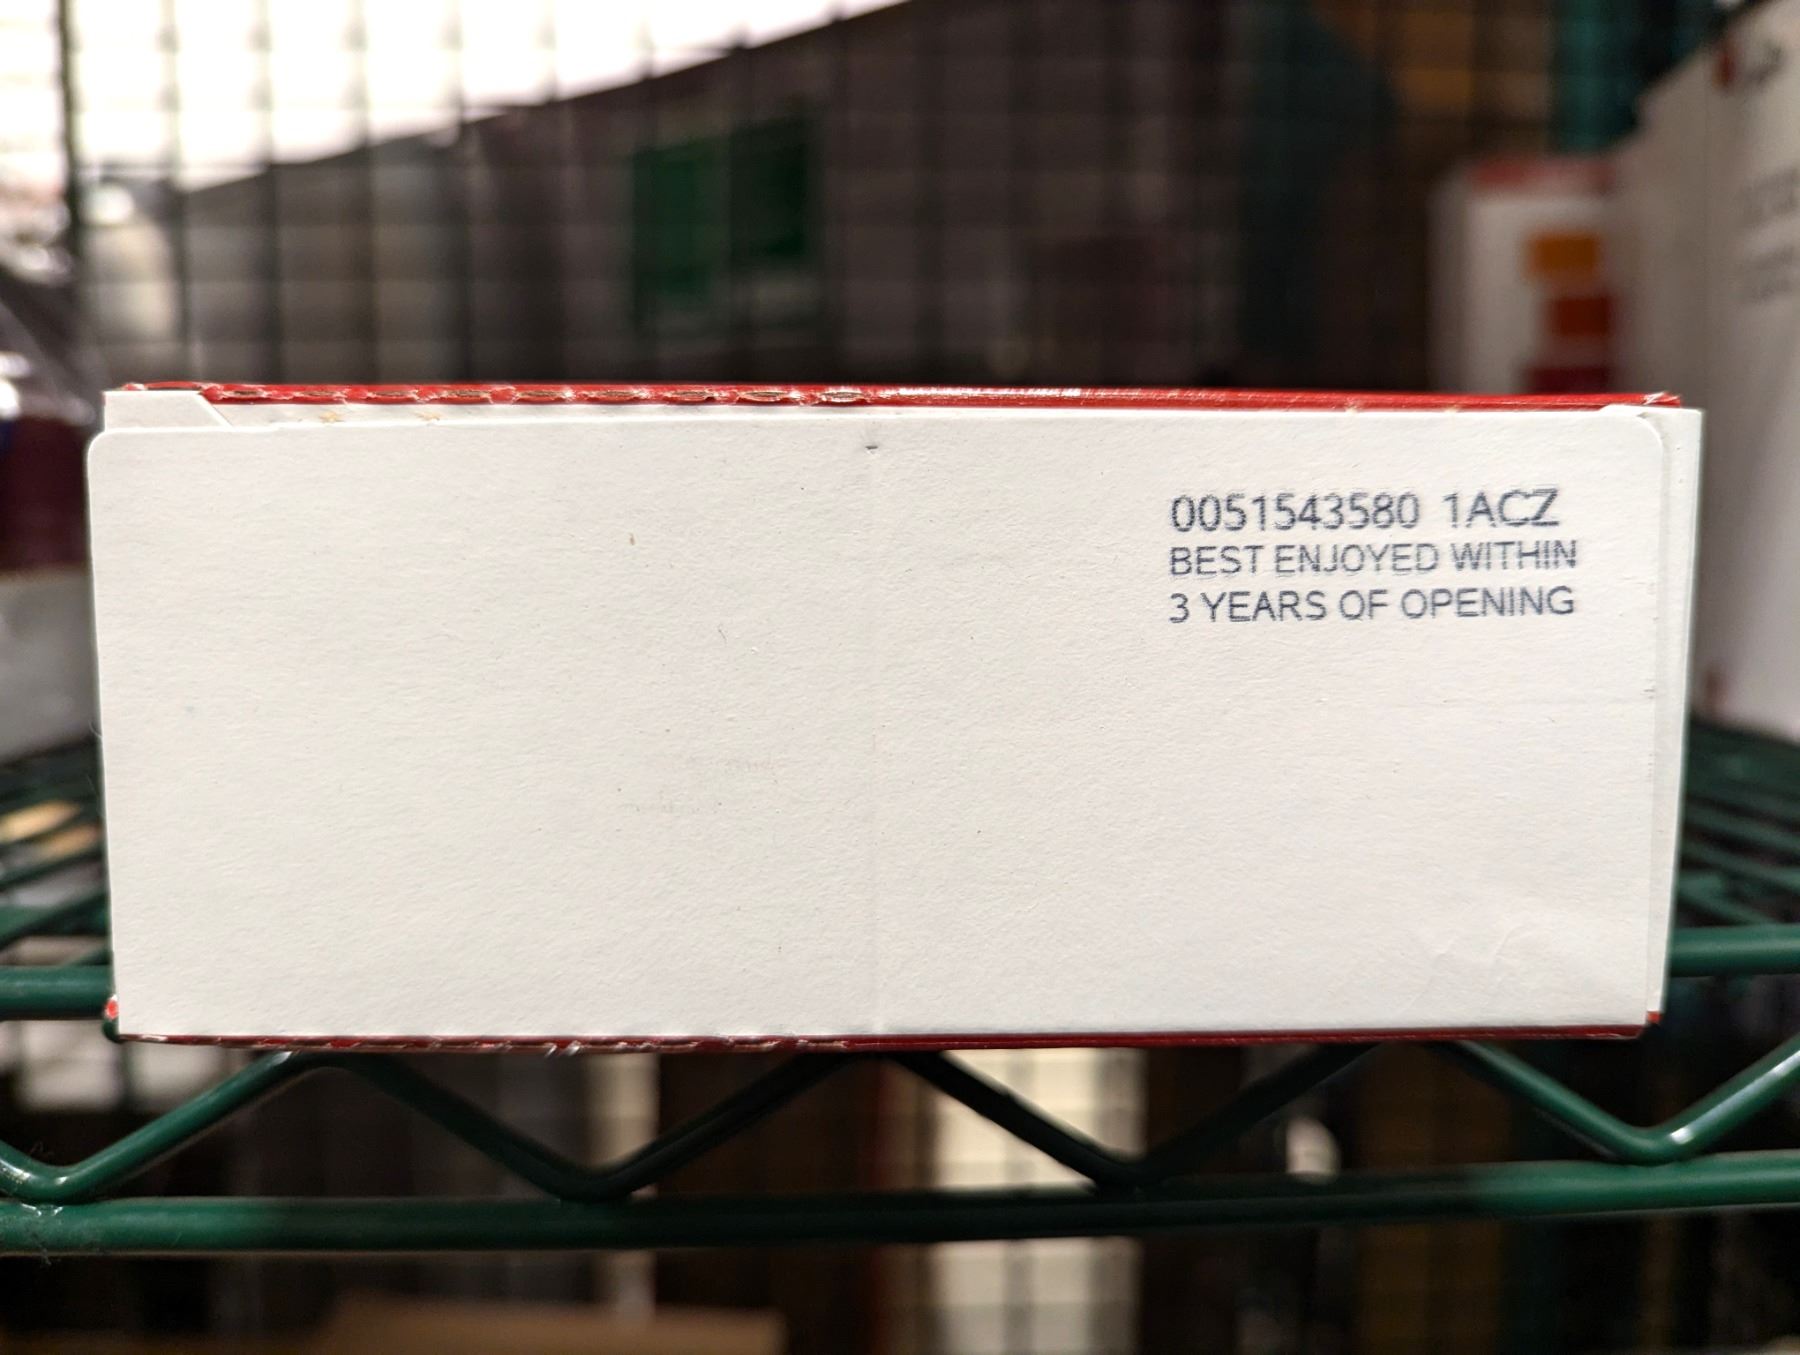 0051543580 1ACZ
BEST ENJOYED WITHIN
3 YEARS OF OPENING